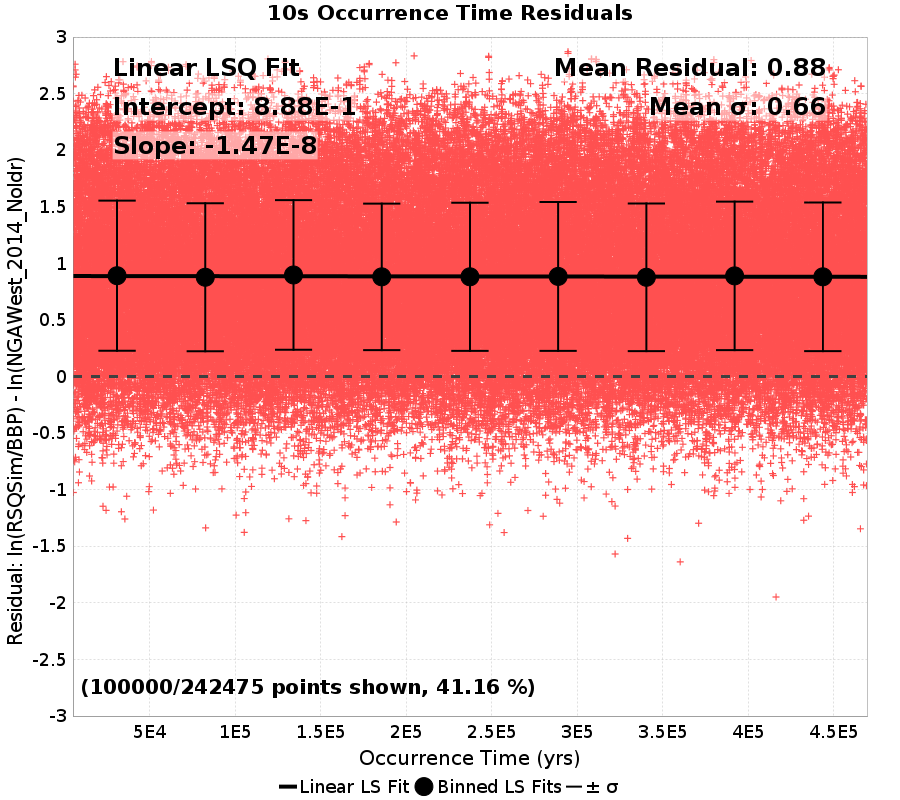 10s Occurrence Time Residuals
Residual: ln(RSQSim/BBP) - ln(NGAWest_2014_NoIdr)
3
2.5
2
1.5
1
0.5
0
-0.5
-1
-1.5
-2
-2.5
-3
Linear LSQ Fit
Intercept: 8.88E-1
Slope: -1.47E-8
Mean Residual: 0.88
Mean σ: 0.66
(100000/242475 points shown, 41.16 %)
5E4 1E5 1.5E5 2E5 2.5E5 3E5 3.5E5 4E5 4.5E5
Occurrence Time (yrs)
Linear LS Fit Binned LS Fits ± σ